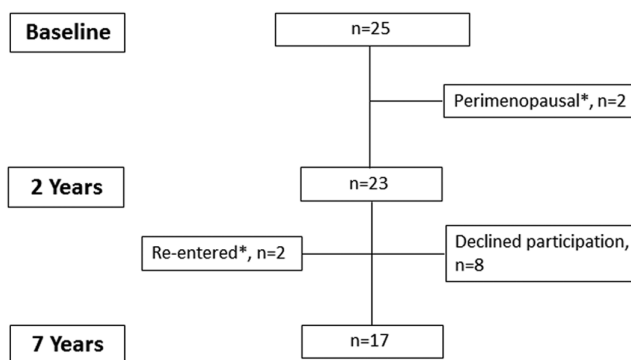 Baseline
n=25
Perimenopausal*, n=2
2 Years
n=23
Re-entered*, n=2
Declined participation,
n=8
7 Years
n=17